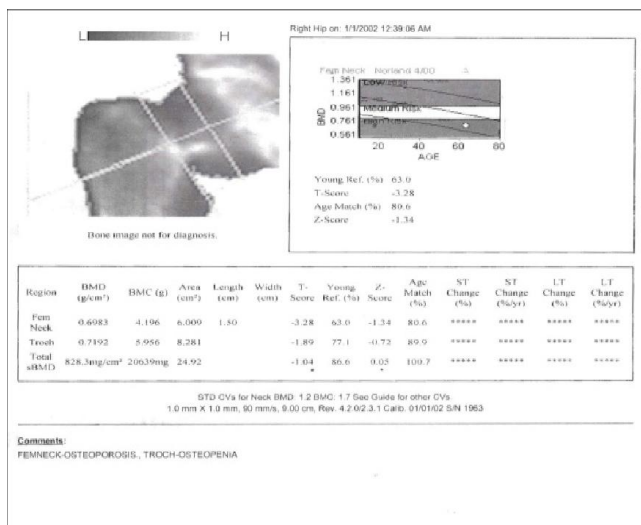 L H
Right Hip on: 1/1/2002 12:39:06 AM
Fem Neck Norland 4700
1.361
1.161
0.961
0.761
0.561
BMD
Low Risk
Medium Risk
High Risk
20 40 60 80
AGE
Young Ref. (%) 63.0
T-Score -3.28
Age Match (%) 80.6
Z-Score -1.34
Bone image not for diagnosis.
Region BMD (g/cm²) BMC (g) Area (cm²) Length (cm) Width (cm) T-Score Young Ref. (%) Z-Score Age Match (%) ST Change (%) ST Change (%/yr) LT Change (%) LT Change (%/yr)
Fem Neck 0.6983 4.196 6.009 1.50 -3.28 63.0 -1.34 80.6 ***** ***** ***** *****
Troch 0.7192 5.956 8.281 -1.89 77.1 -0.72 89.9 ***** ***** ***** *****
Total sBMD 828.3mg/cm² 20639mg 24.92 -1.04 86.6 0.05 100.7 ***** ***** ***** *****
* *
STD CVs for Neck BMD: 1.2 BMC: 1.7 See Guide for other CVs
1.0 mm X 1.0 mm, 90 mm/s, 9.00 cm, Rev. 4.2.0/2.3.1 Calib. 01/01/02 S/N 1963
Comments:
FEMNECK-OSTEOPOROSIS., TROCH-OSTEOPENIA